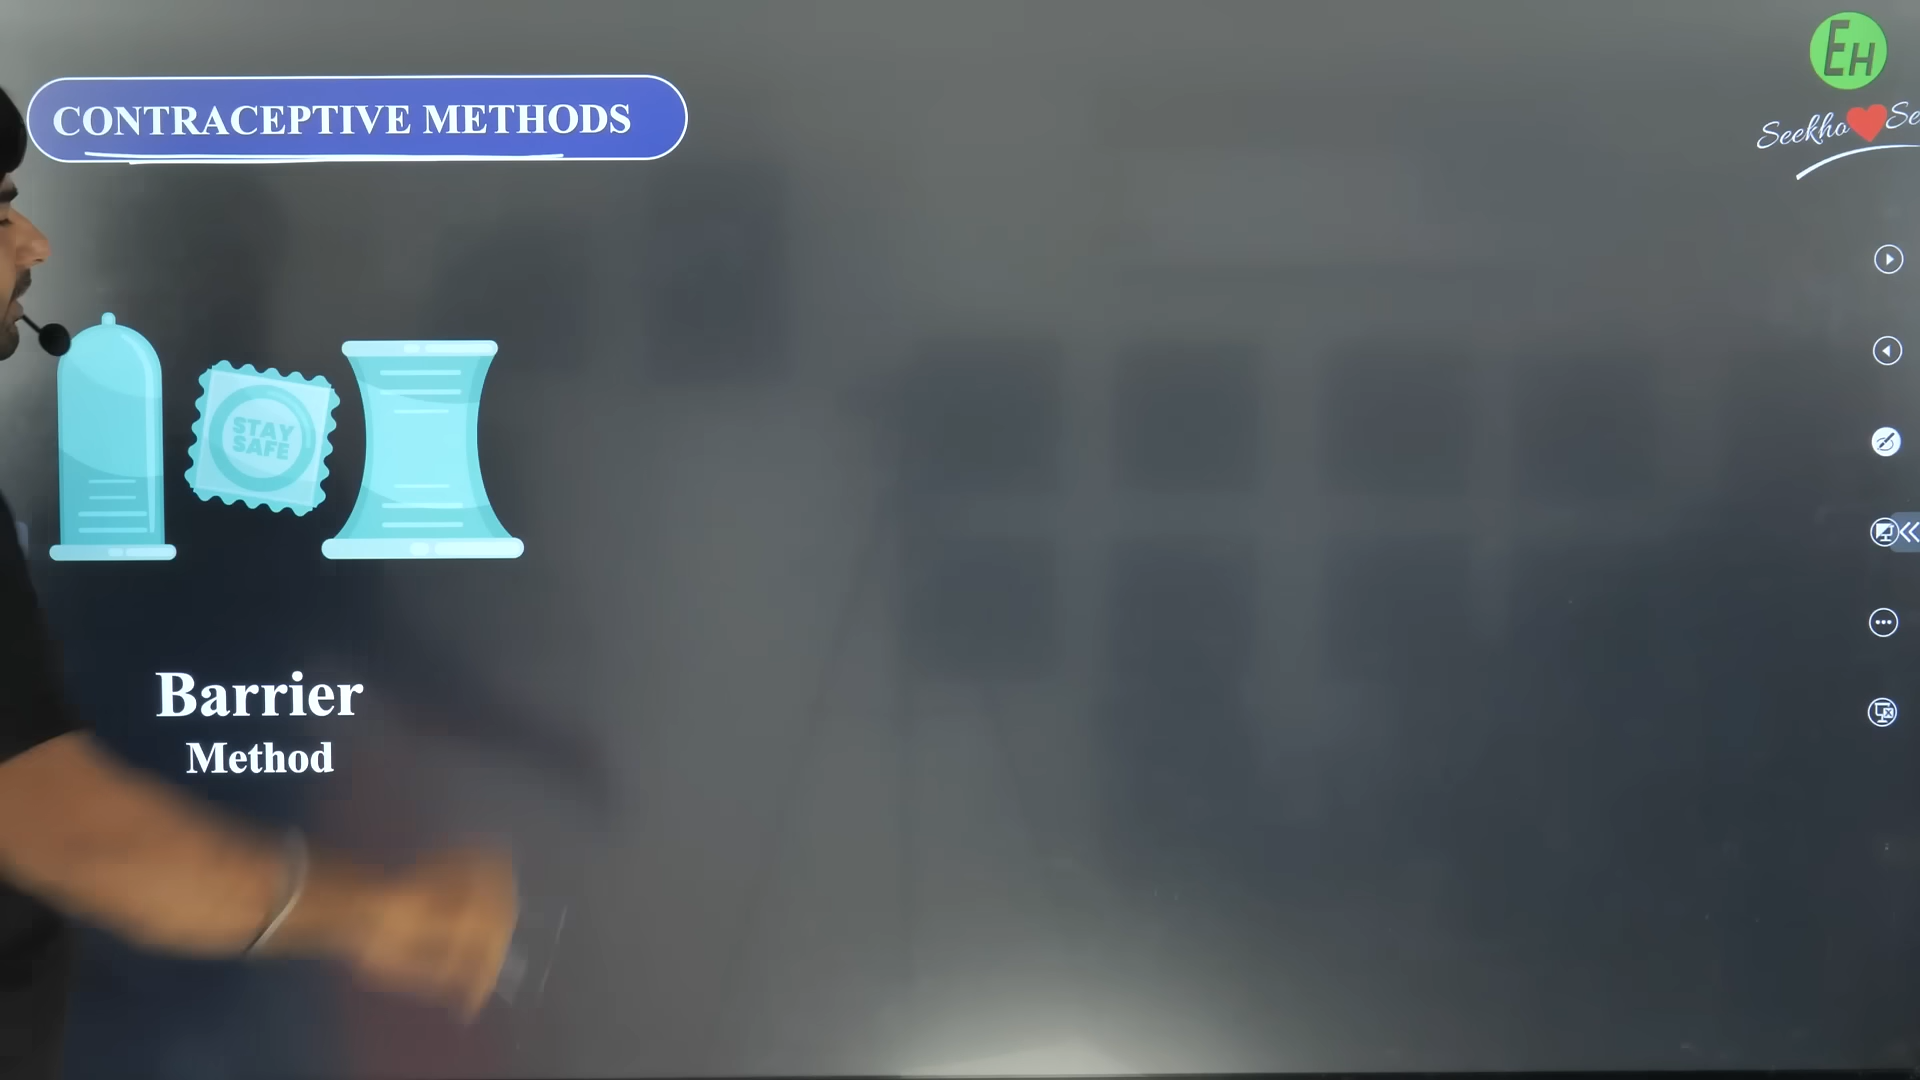 EH
CONTRACEPTIVE METHODS
Seekho
STAY
SAFE
Barrier
Method